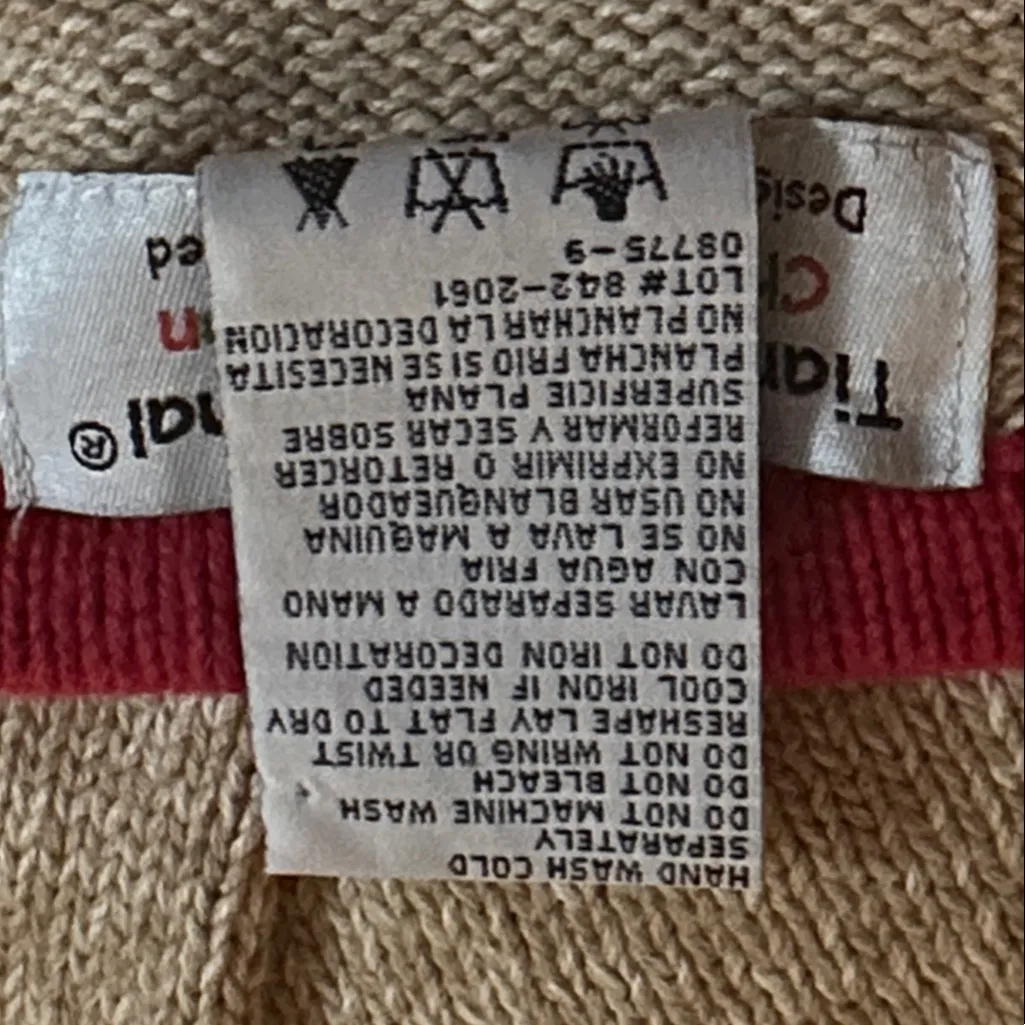 HAND WASH COLD
SEPARATELY
DO NOT MACHINE WASH
DO NOT BLEACH
DO NOT WRING OR TWIST
RESHAPE LAY FLAT TO DRY
COOL IRON IF NEEDED
DO NOT IRON DECORATION
LAVAR SEPARADO A MANO
CON AGUA FRIA
NO SE LAVA A MAQUINA
NO USAR BLANQUEADOR
NO EXPRIMIR O RETORCER
REFORMAR Y SECAR SOBRE
SUPERFICIE PLANA
PLANCHA FRIO SI SE NECESITA
NO PLANCHAR LA DECORACION
LOT# 842-2061
08775-9